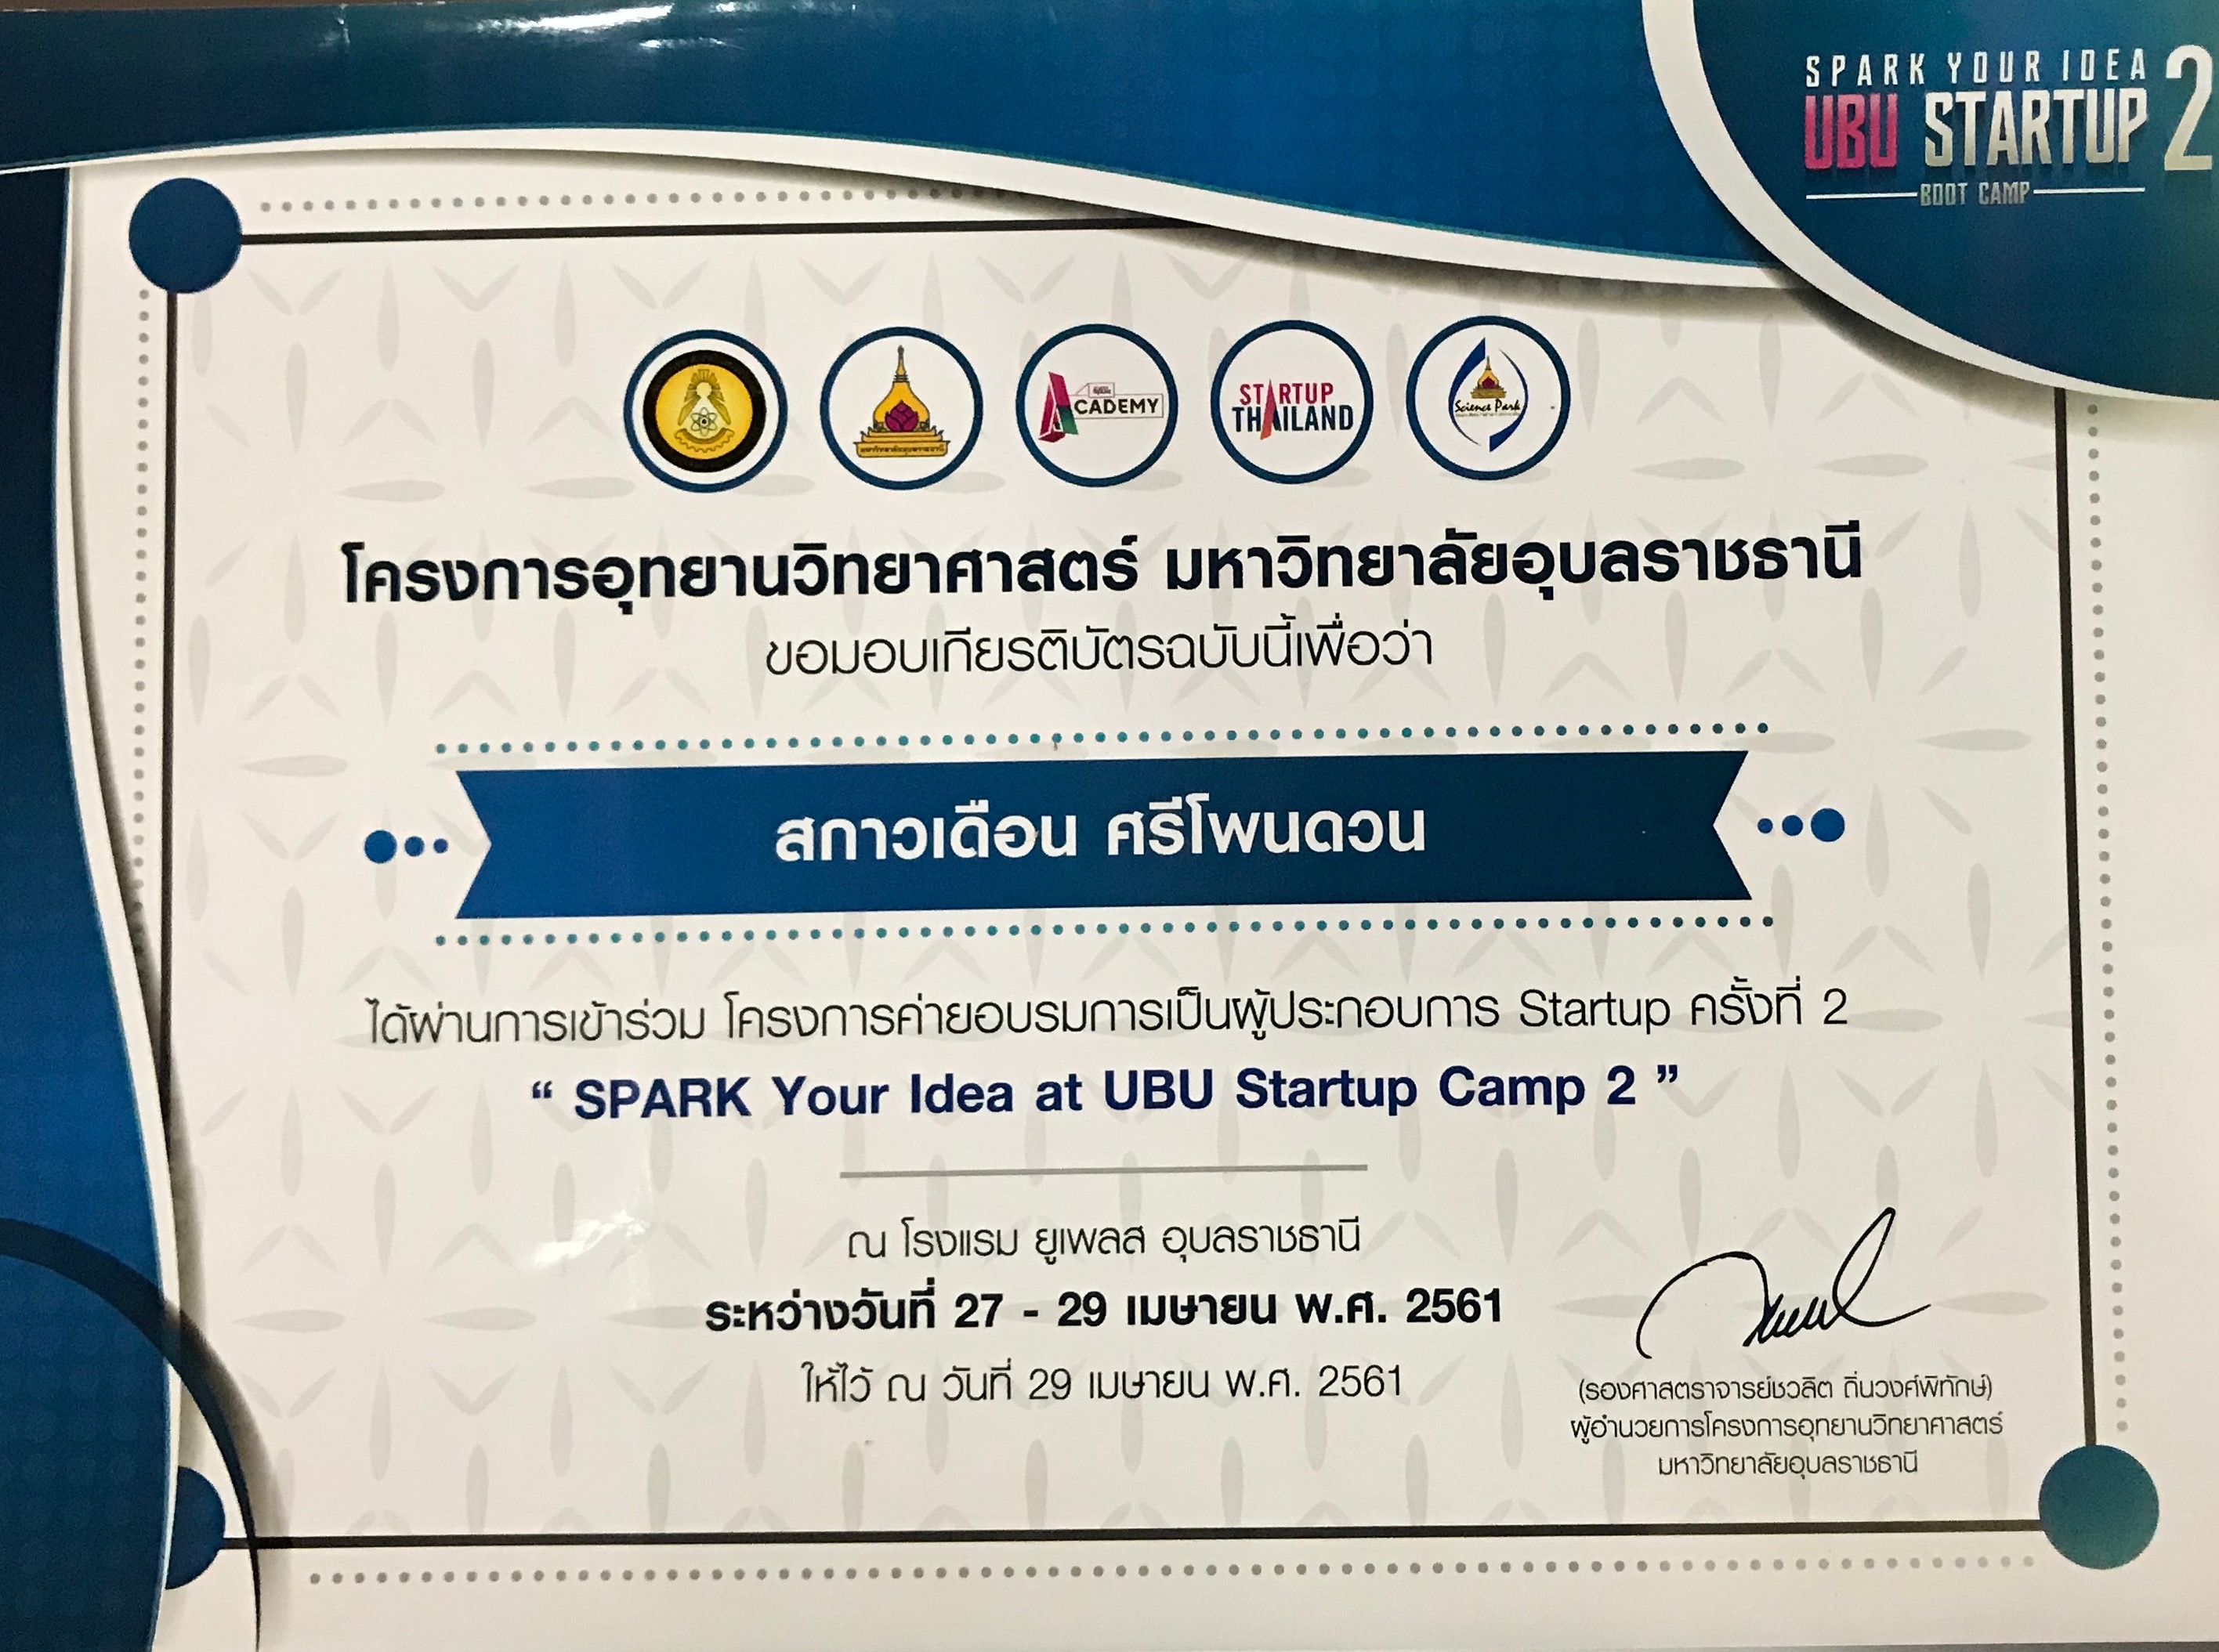 SPARK YOUR IDEA
UBU STARTUP 2
BOOT CAMP
ACADEMY
STARTUP
THAILAND
Science Park
โครงการอุทยานวิทยาศาสตร์ มหาวิทยาลัยอุบลราชธานี
ขอมอบเกียรติบัตรฉบับนี้เพื่อว่า
สกาวเดือน ศรีโพนดวน
ได้ผ่านการเข้าร่วม โครงการค่ายอบรมการเป็นผู้ประกอบการ Startup ครั้งที่ 2
“ SPARK Your Idea at UBU Startup Camp 2 ”
ณ โรงแรม ยูเพลส อุบลราชธานี
ระหว่างวันที่ 27 - 29 เมษายน พ.ศ. 2561
ให้ไว้ ณ วันที่ 29 เมษายน พ.ศ. 2561
(รองศาสตราจารย์ชวลิต ถิ่นวงศ์พิทักษ์)
ผู้อำนวยการโครงการอุทยานวิทยาศาสตร์
มหาวิทยาลัยอุบลราชธานี